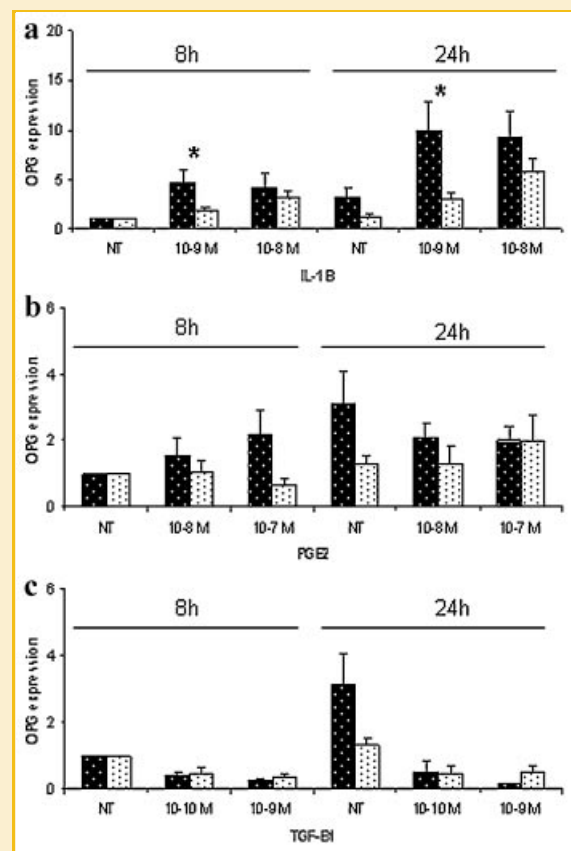 a
8h 24h
*
*
OPG expression
20
15
10
5
0
NT 10-9 M 10-8 M NT 10-9 M 10-8 M
IL-1B
b
8h 24h
OPG expression
6
4
2
0
NT 10-8 M 10-7 M NT 10-8 M 10-7 M
PGE2
c
8h 24h
OPG expression
6
4
2
0
NT 10-10 M 10-9M NT 10-10 M 10-9M
TGF-B1